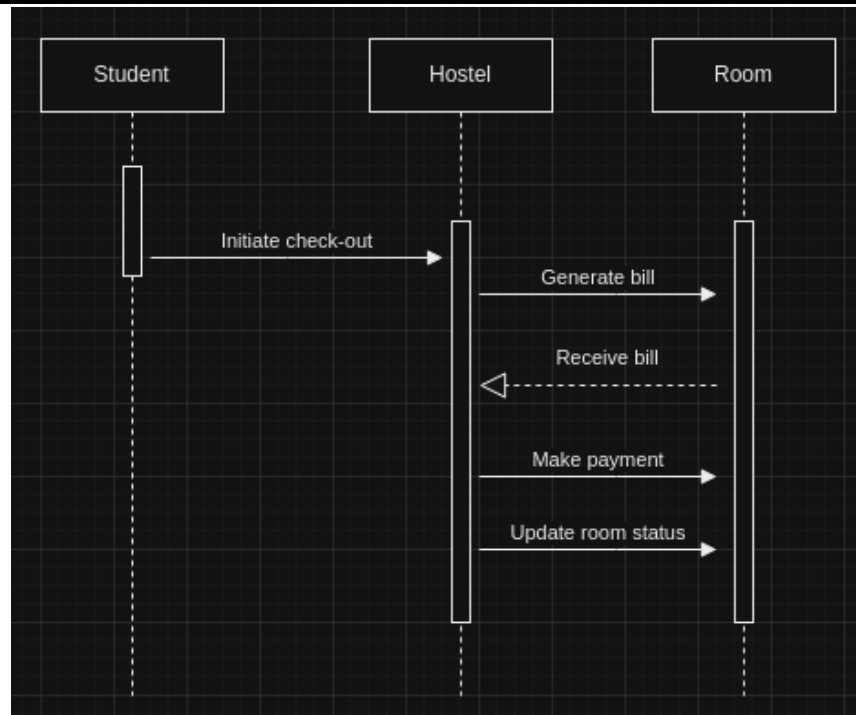 Student
Hostel
Room
Initiate check-out
Generate bill
Receive bill
Make payment
Update room status